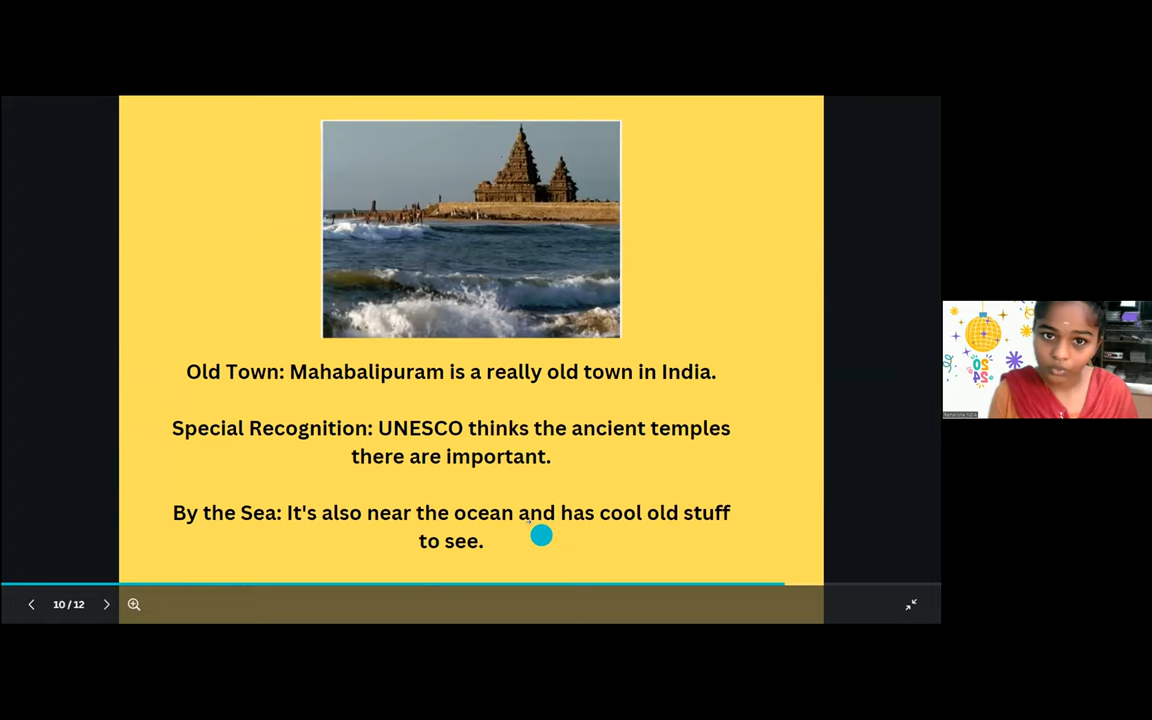 Old Town: Mahabalipuram is a really old town in India.
Special Recognition: UNESCO thinks the ancient temples
there are important.
By the Sea: It's also near the ocean and has cool old stuff
to see.
10 / 12